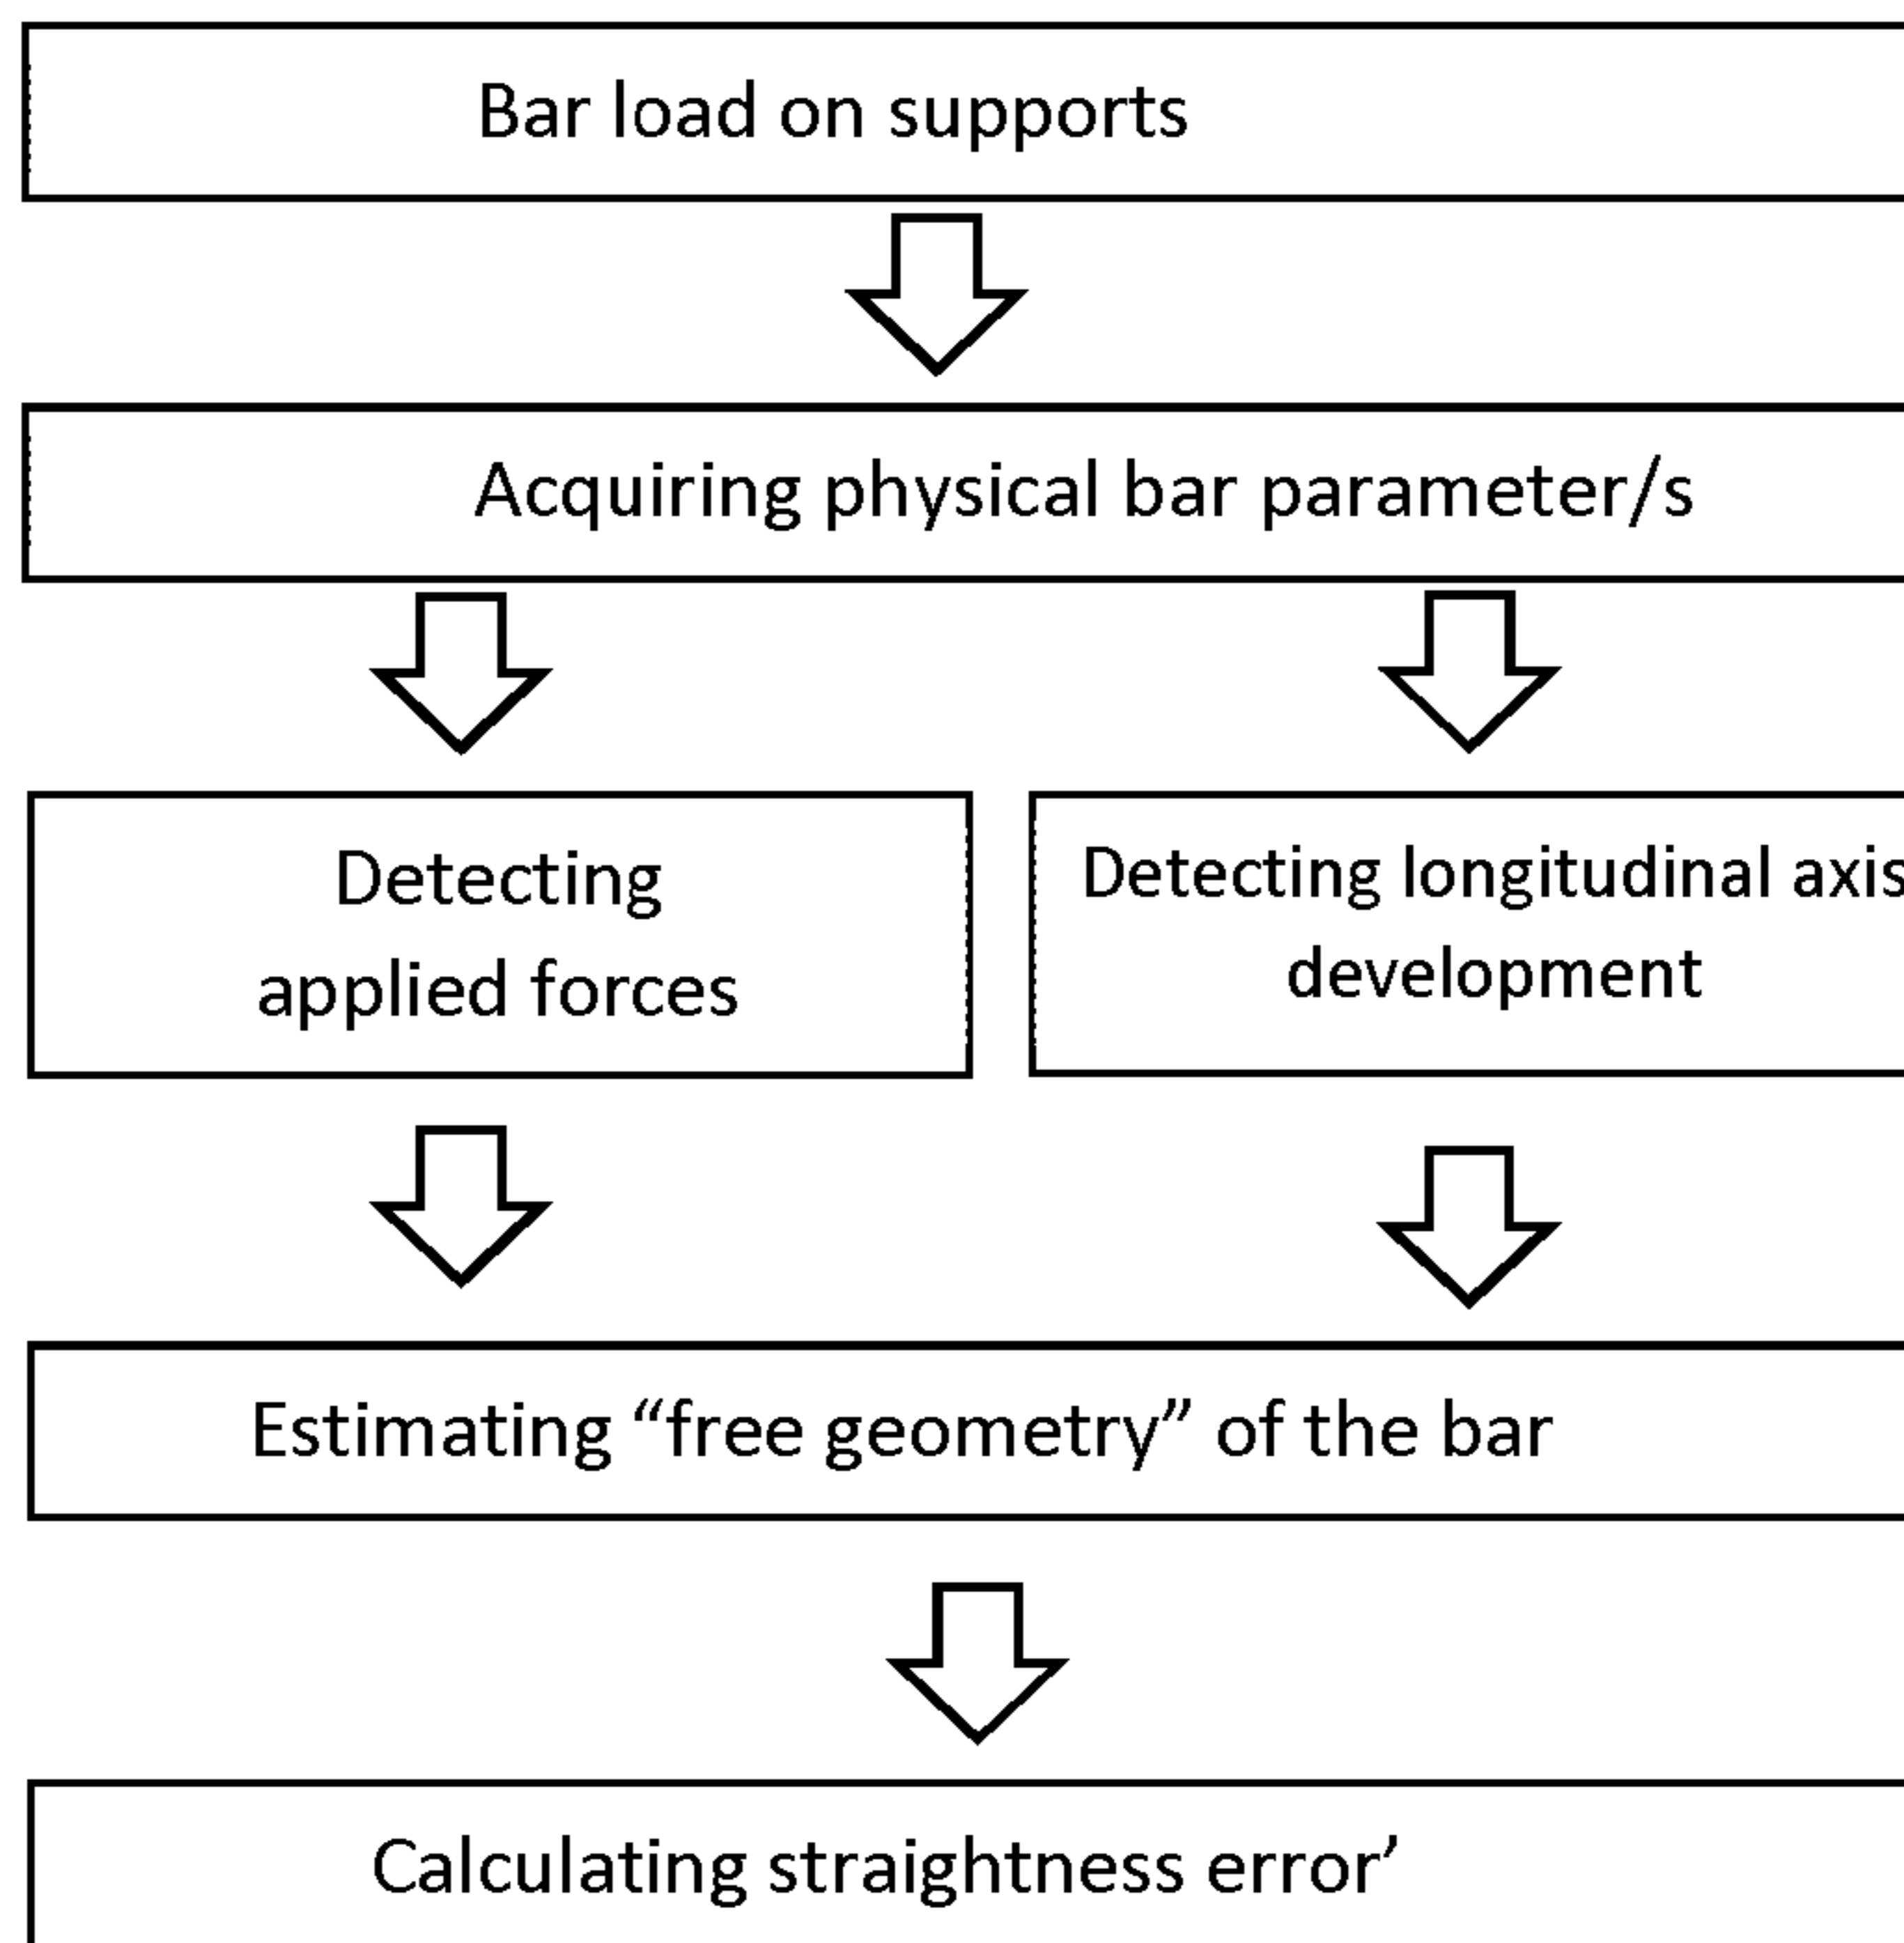 Bar load on supports
Acquiring physical bar parameter/s
Detecting
applied forces
Detecting longitudinal axis
development
Estimating “free geometry” of the bar
Calculating straightness error’